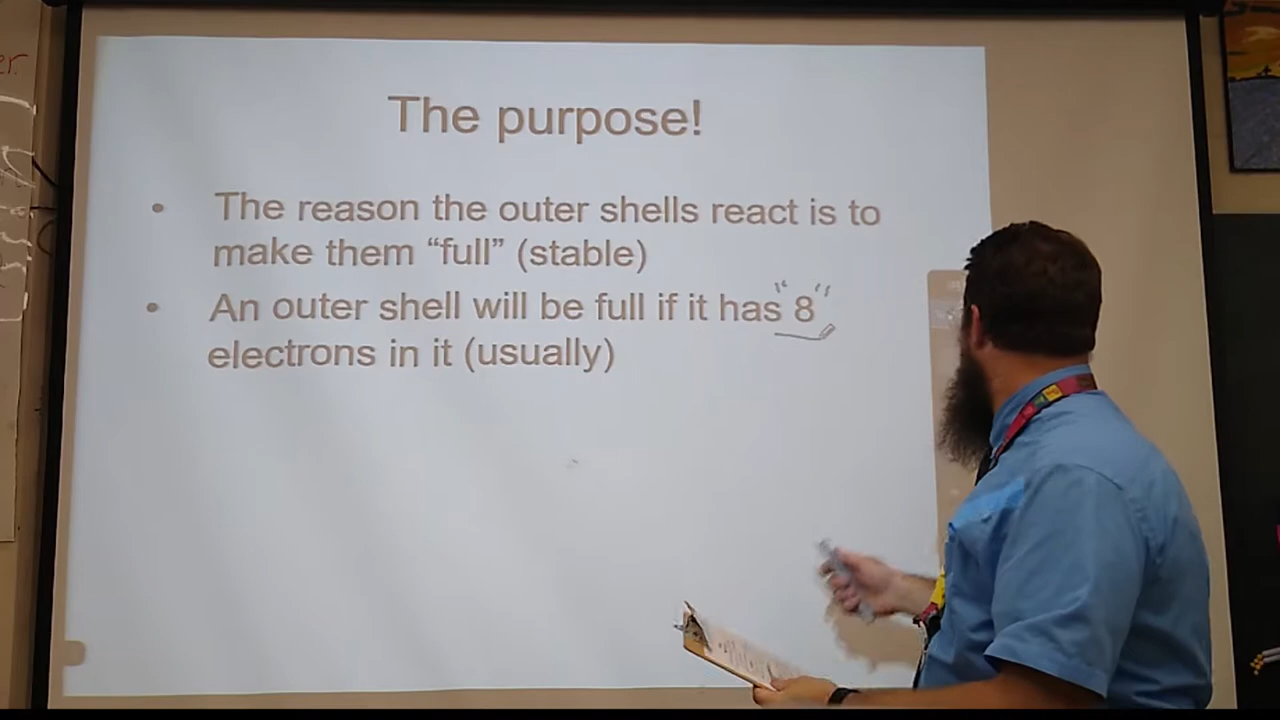 The purpose!
• The reason the outer shells react is to
make them “full” (stable)
• An outer shell will be full if it has "8"
electrons in it (usually)